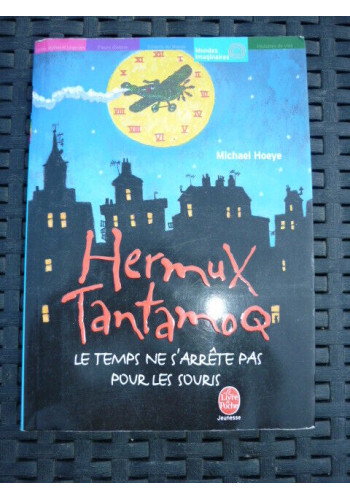 Mondes
Imaginaires
XII
Michael Hoeye
Hermux
Tantamoq
LE TEMPS NE S'ARRÊTE PAS
POUR LES SOURIS
Le Livre
de Poche
Jeunesse